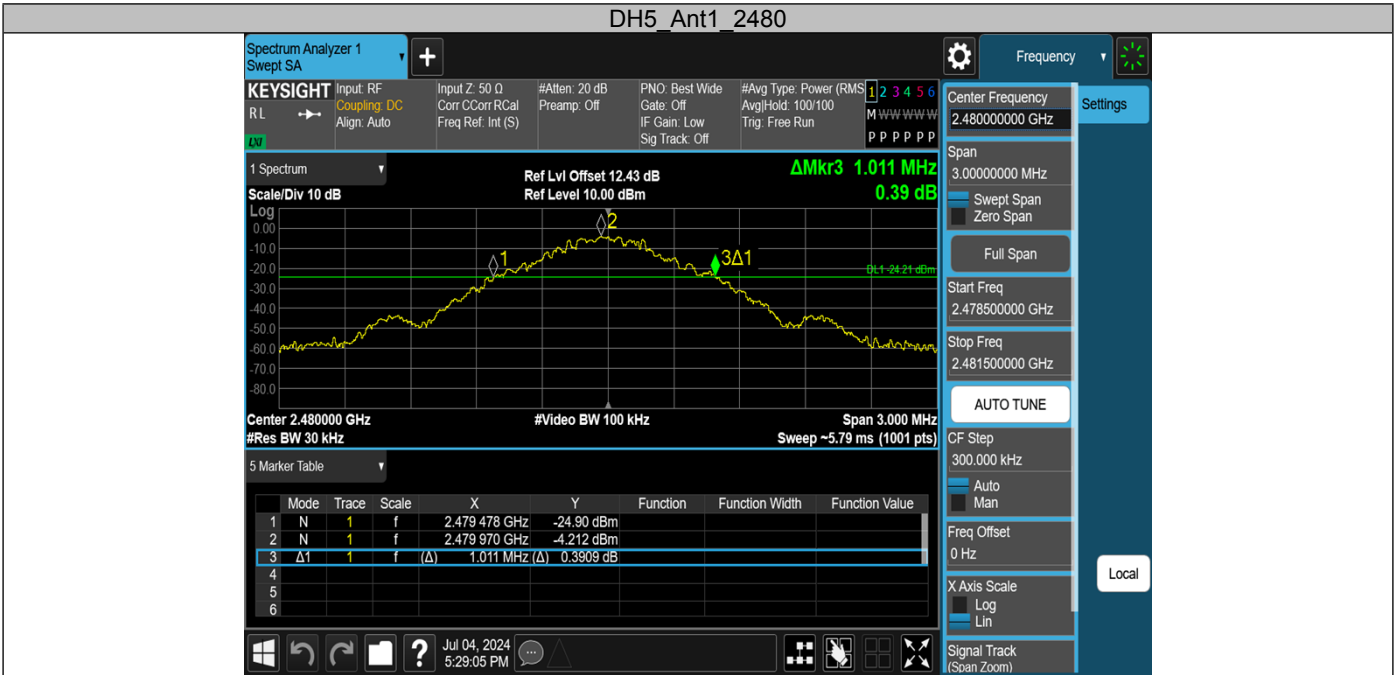 DH5_Ant1_2480
Spectrum Analyzer 1
Swept SA
+
Frequency
KEYSIGHT
R L
LXI
Input: RF
Coupling: DC
Align: Auto
Input Z: 50 Ω
Corr CCorr RCal
Freq Ref: Int (S)
#Atten: 20 dB
Preamp: Off
PNO: Best Wide
Gate: Off
IF Gain: Low
Sig Track: Off
#Avg Type: Power (RMS
Avg|Hold: 100/100
Trig: Free Run
1 2 3 4 5 6
M W W W W W
P P P P P P
1 Spectrum
Scale/Div 10 dB
Ref Lvl Offset 12.43 dB
Ref Level 10.00 dBm
ΔMkr3 1.011 MHz
0.39 dB
Log
0.00
-10.0
-20.0
-30.0
-40.0
-50.0
-60.0
-70.0
-80.0
1
2
3Δ1
DL1 -24.21 dBm
Center 2.480000 GHz
#Res BW 30 kHz
#Video BW 100 kHz
Span 3.000 MHz
Sweep ~5.79 ms (1001 pts)
5 Marker Table
Mode Trace Scale X Y Function Function Width Function Value
1 N 1 f 2.479 478 GHz -24.90 dBm
2 N 1 f 2.479 970 GHz -4.212 dBm
3 Δ1 1 f (Δ) 1.011 MHz (Δ) 0.3909 dB
4
5
6
Jul 04, 2024
5:29:05 PM
Center Frequency
2.480000000 GHz
Settings
Span
3.00000000 MHz
Swept Span
Zero Span
Full Span
Start Freq
2.478500000 GHz
Stop Freq
2.481500000 GHz
AUTO TUNE
CF Step
300.000 kHz
Auto
Man
Freq Offset
0 Hz
X Axis Scale
Log
Lin
Local
Signal Track
(Span Zoom)